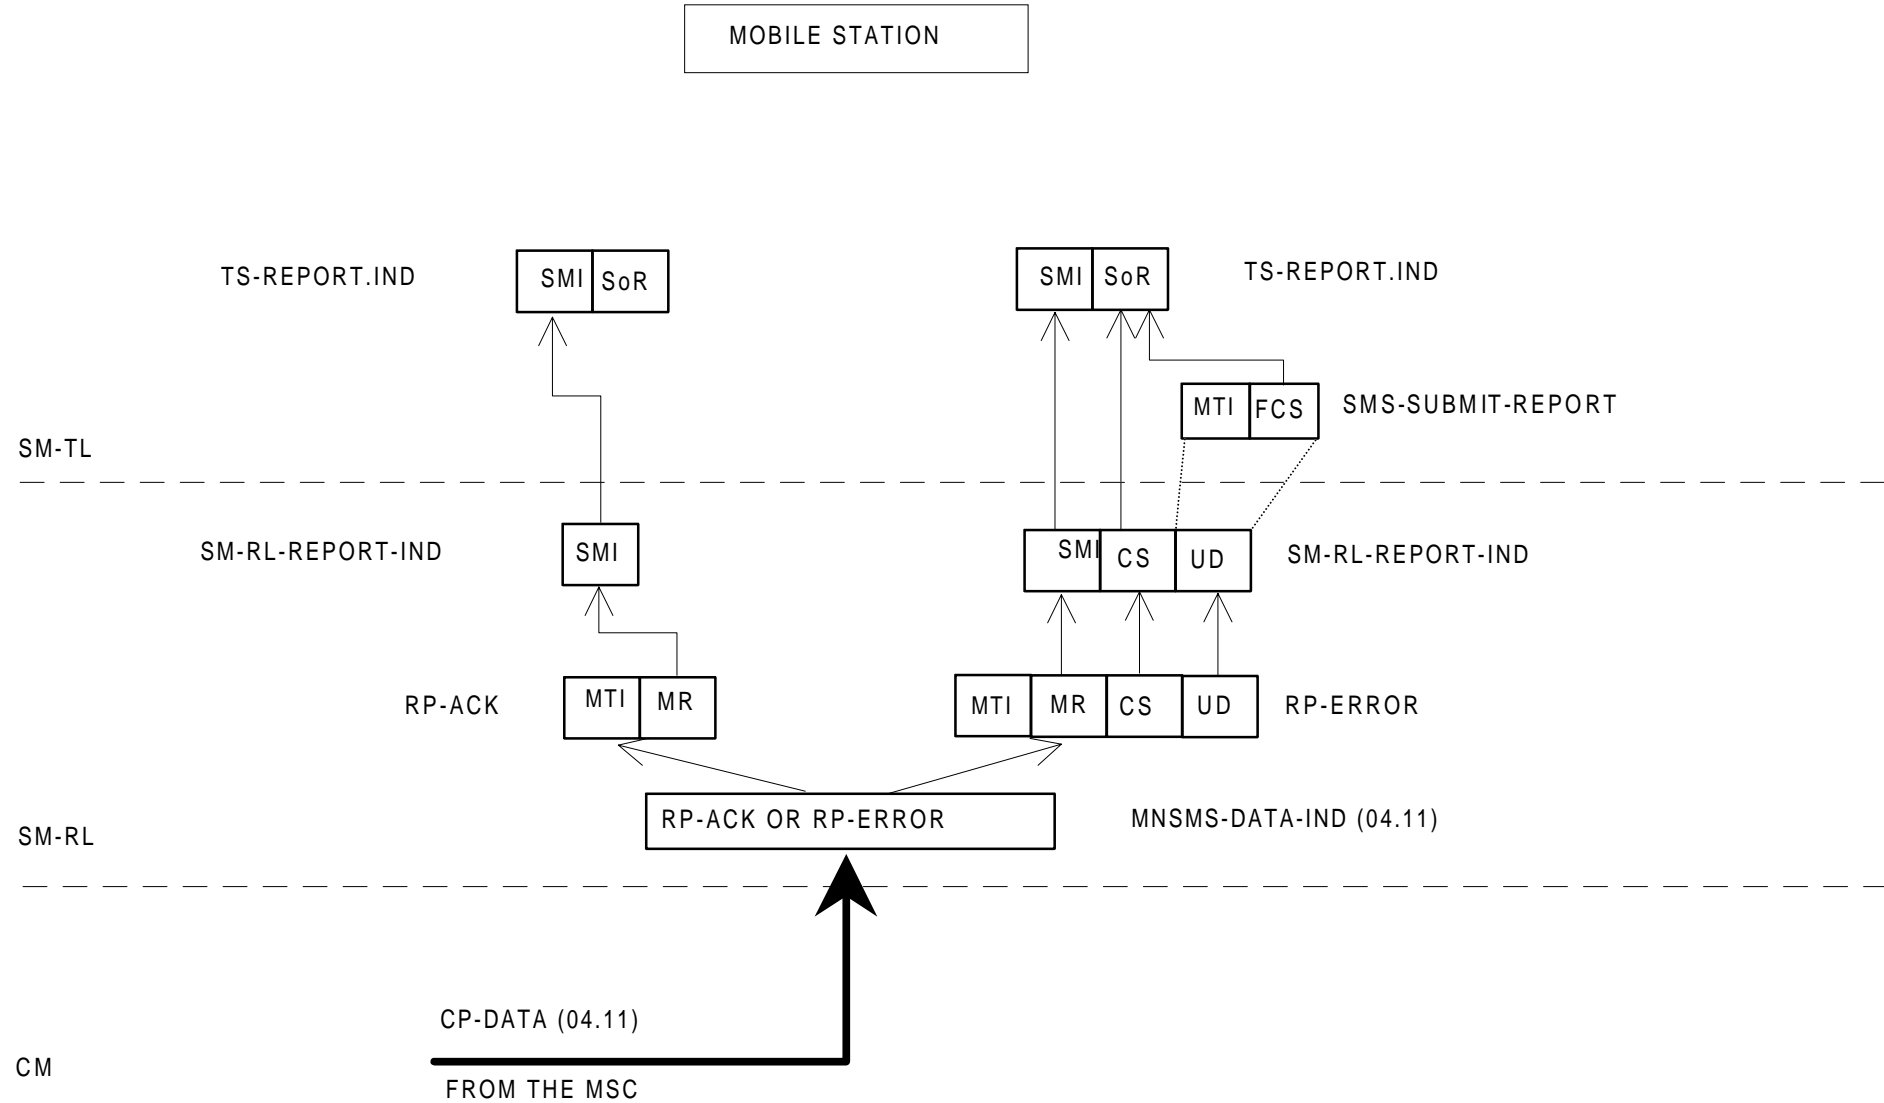 MOBILE STATION
TS-REPORT.IND
SMI SoR
SMI SoR
TS-REPORT.IND
MTI FCS
SMS-SUBMIT-REPORT
SM-TL
SM-RL-REPORT-IND
SMI
SMI CS UD
SM-RL-REPORT-IND
RP-ACK
MTI MR
MTI MR CS UD
RP-ERROR
RP-ACK OR RP-ERROR
MNSMS-DATA-IND (04.11)
SM-RL
CP-DATA (04.11)
CM
FROM THE MSC